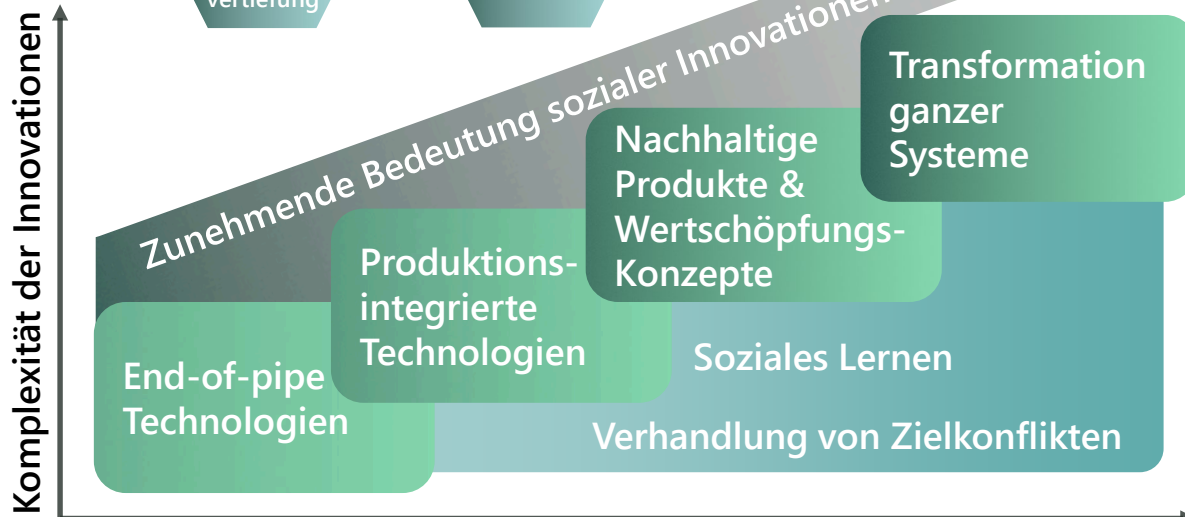 vertiefung
Komplexität der Innovationen
Zunehmende Bedeutung sozialer Innovationen
Transformation
ganzer
Systeme
Nachhaltige
Produkte &
Wertschöpfungs-
Konzepte
Produktions-
integrierte
Technologien
End-of-pipe
Technologien
Soziales Lernen
Verhandlung von Zielkonflikten